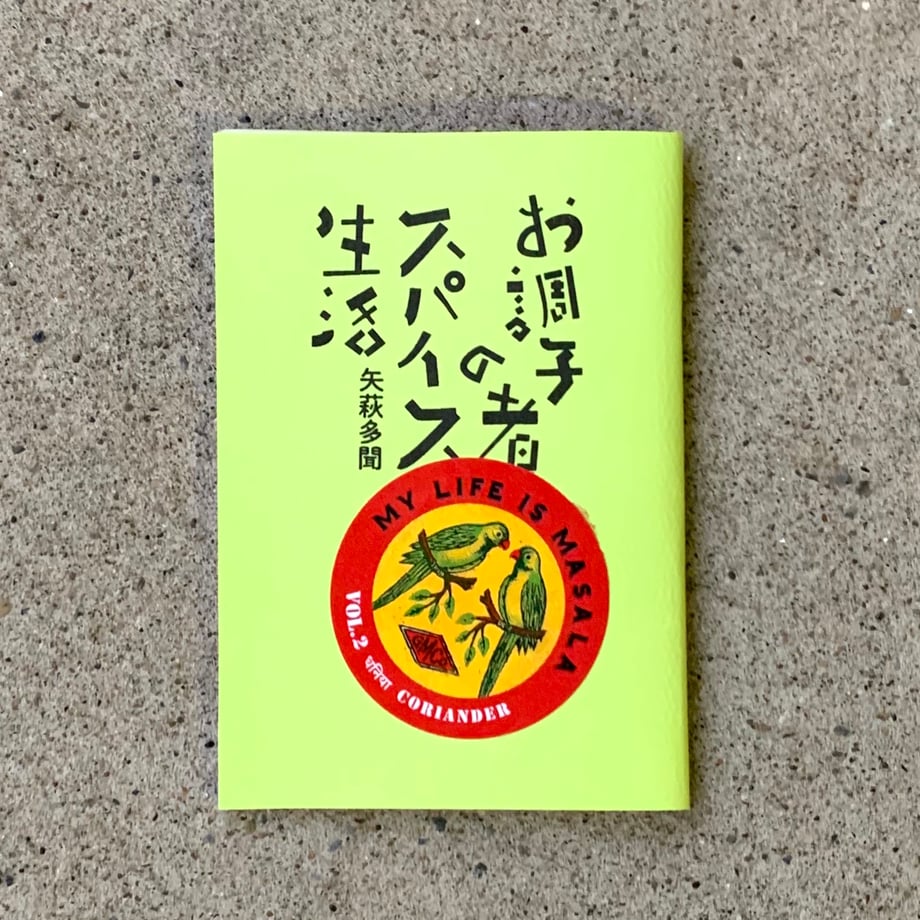 お調子者の
スパイス
生活
矢萩多聞
MY LIFE IS MASALA
VOL.2 धनिया CORIANDER
GMCO